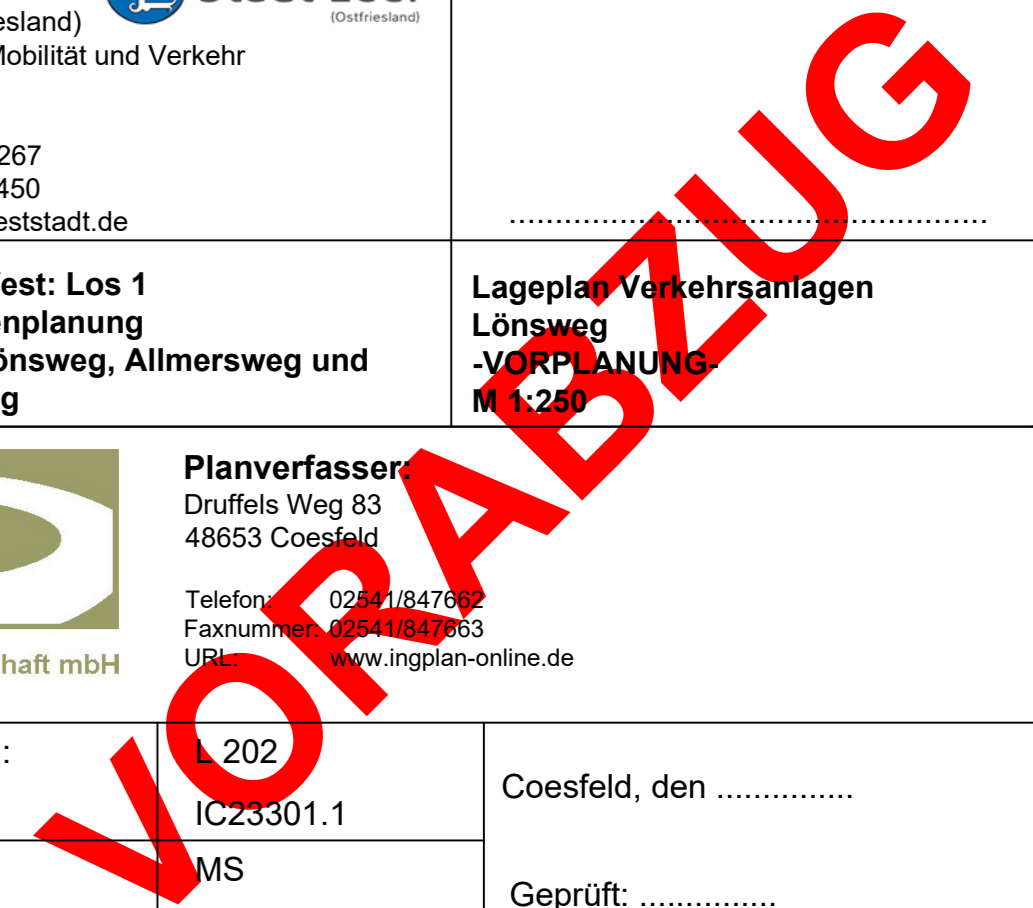 (Ostfriesland)
esland)
Mobilität und Verkehr
267
450
eststadt.de
..................................................
est: Los 1
enplanung
önsweg, Allmersweg und
g
Lageplan Verkehrsanlagen
Lönsweg
-VORPLANUNG-
M 1:250
haft mbH
Planverfasser:
Druffels Weg 83
48653 Coesfeld
Telefon: 02541/847662
Faxnummer: 02541/847663
URL: www.ingplan-online.de
: L 202
IC23301.1
MS
Coesfeld, den ...............
Geprüft: ...............
VORABZUG